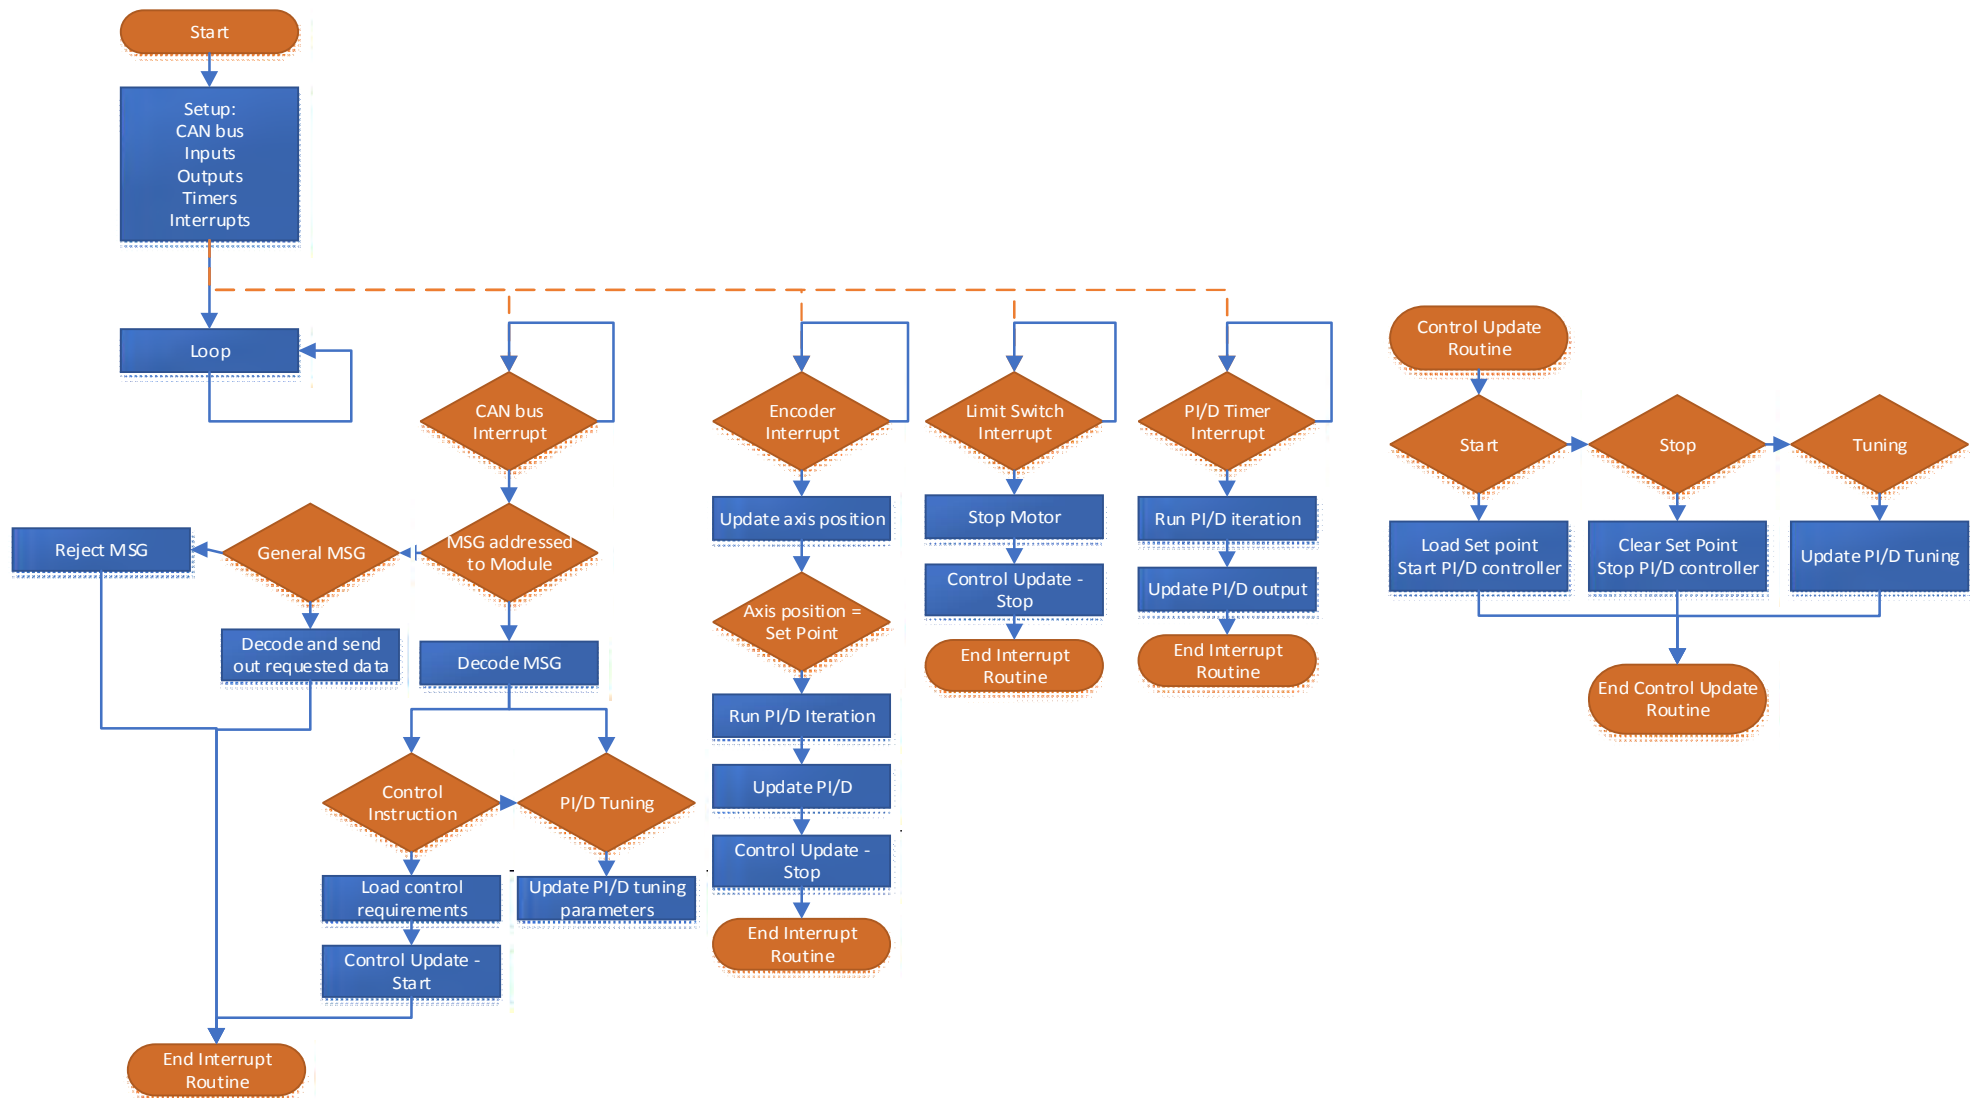 Start
Setup:
CAN bus
Inputs
Outputs
Timers
Interrupts
Loop
CAN bus
Interrupt
MSG addressed
to Module
General MSG
Reject MSG
Decode and send
out requested data
Decode MSG
Control
Instruction
PI/D Tuning
Load control
requirements
Update PI/D tuning
parameters
Control Update -
Start
End Interrupt
Routine
Encoder
Interrupt
Update axis position
Axis position =
Set Point
Run PI/D Iteration
Update PI/D
Control Update -
Stop
End Interrupt
Routine
Limit Switch
Interrupt
Stop Motor
Control Update -
Stop
End Interrupt
Routine
PI/D Timer
Interrupt
Run PI/D iteration
Update PI/D output
End Interrupt
Routine
Control Update
Routine
Start
Stop
Tuning
Load Set point
Start PI/D controller
Clear Set Point
Stop PI/D controller
Update PI/D Tuning
End Control Update
Routine